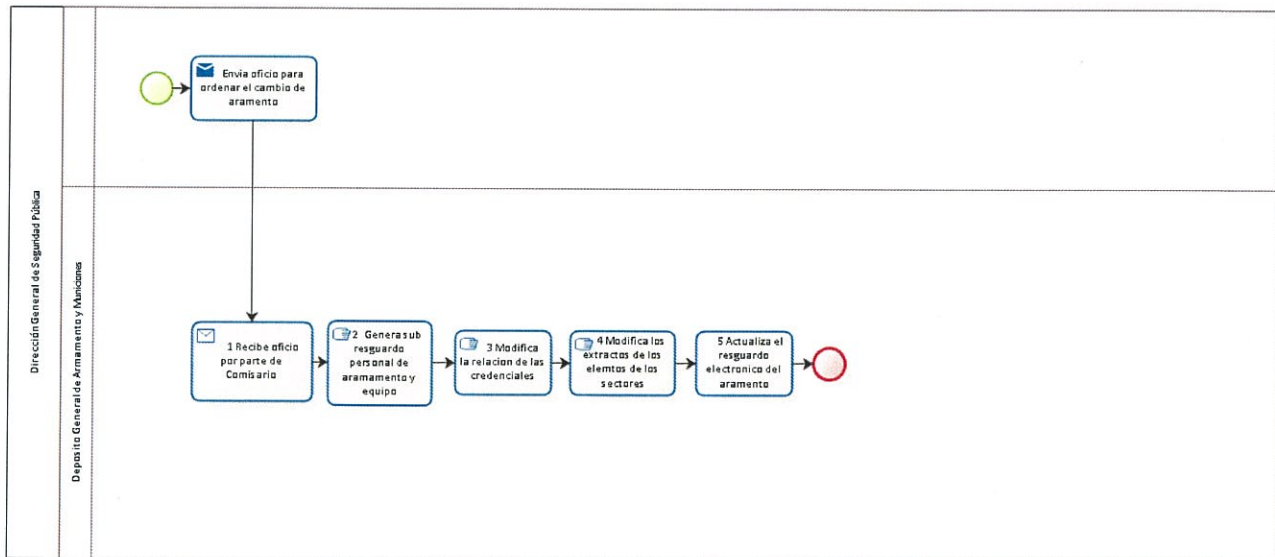 Dirección General de Seguridad Pública
Deposito General de Armamento y Municiones
Envia oficio para
ordenar el cambio de
aramento
1 Recibe oficio
por parte de
Comisario
2 Genera sub
resguardo
personal de
aramamento y
equipo
3 Modifica
la relacion de las
credenciales
4 Modifica los
extractos de los
elemtos de los
sectores
5 Actualiza el
resguardo
electronico del
aramento